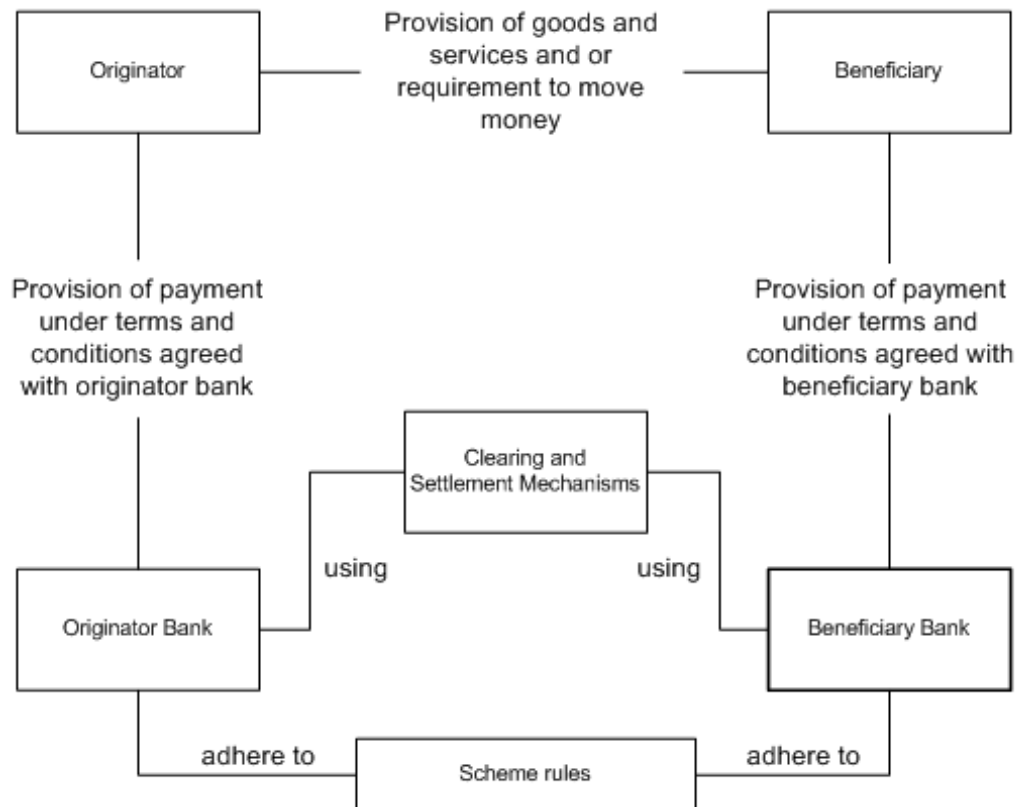 Originator
Provision of goods and
services and or
requirement to move
money
Beneficiary
Provision of payment
under terms and
conditions agreed
with originator bank
Provision of payment
under terms and
conditions agreed with
beneficiary bank
Clearing and
Settlement Mechanisms
using
using
Originator Bank
Beneficiary Bank
adhere to
Scheme rules
adhere to